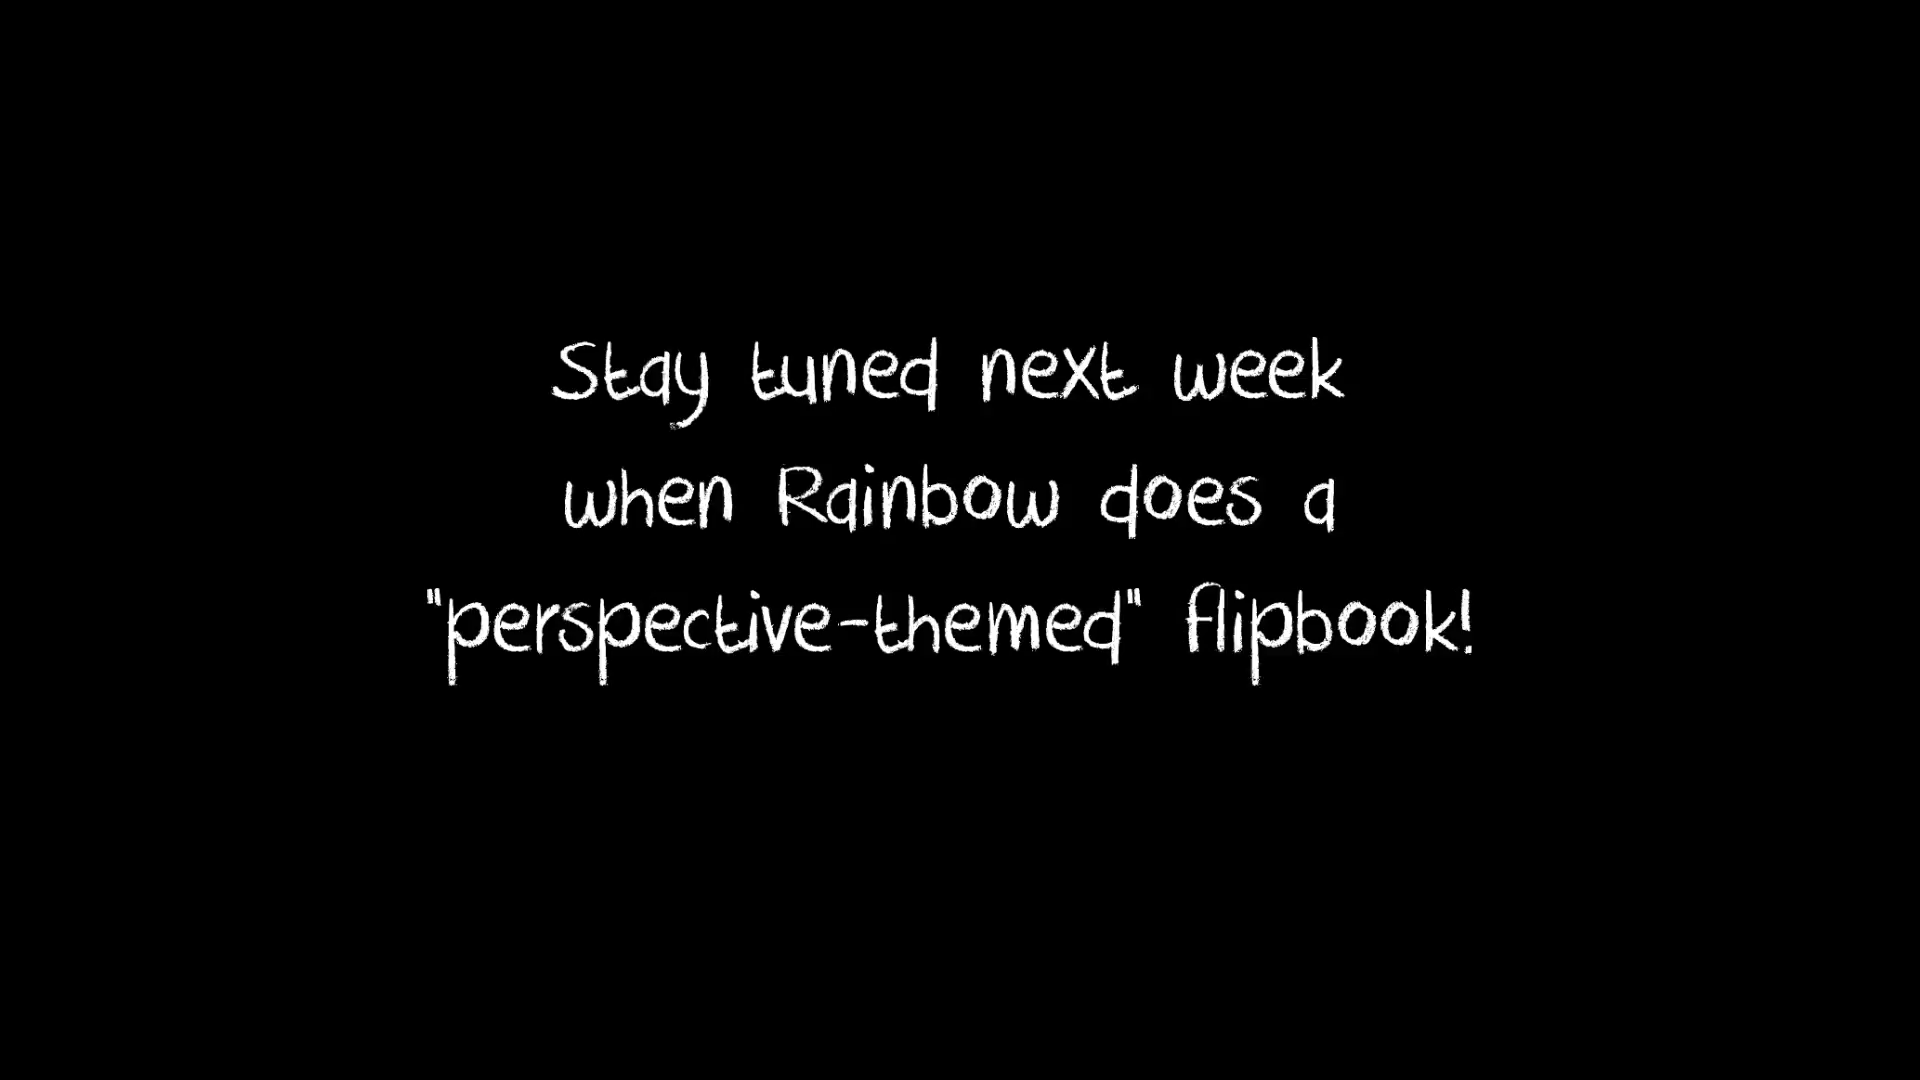 Stay tuned next week
when Rainbow does a
"perspective-themed" flipbook!